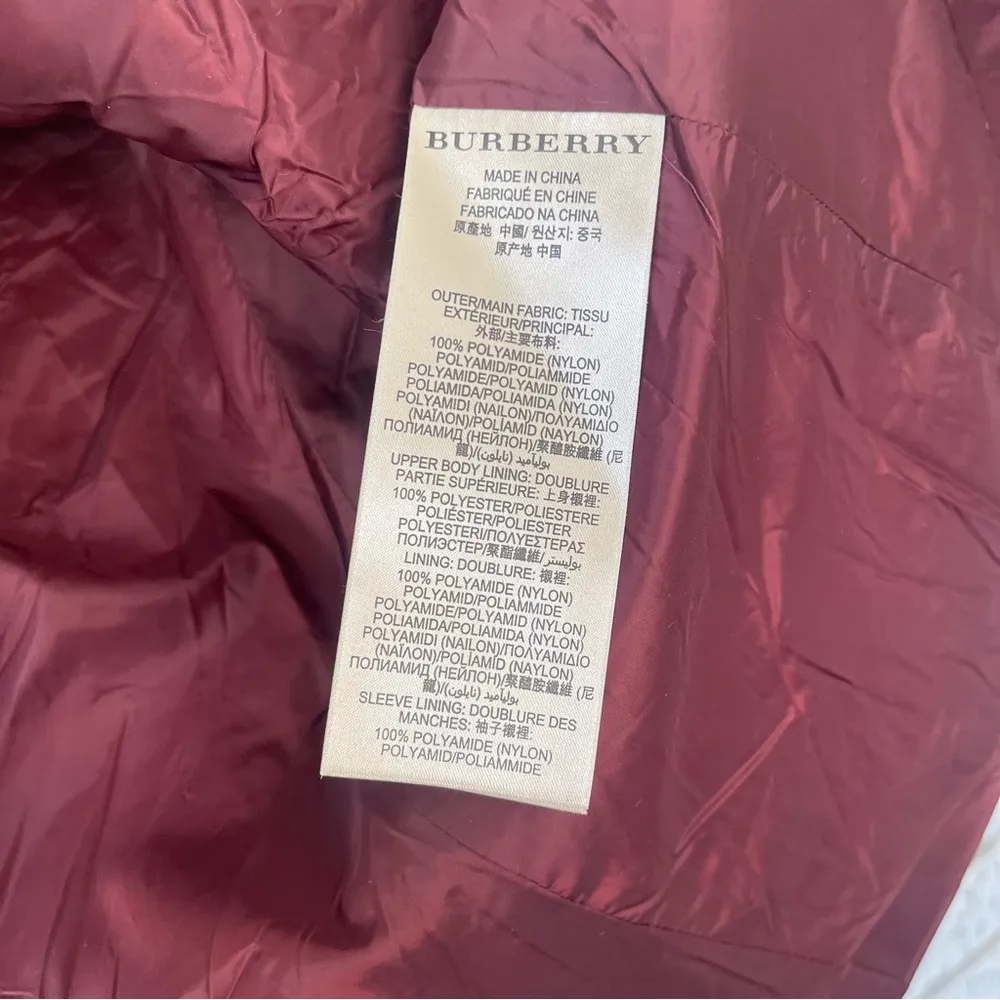 BURBERRY
MADE IN CHINA
FABRIQUÉ EN CHINE
FABRICADO NA CHINA
原產地 中國/ 원산지: 중국
原产地 中国
OUTER/MAIN FABRIC: TISSU
EXTÉRIEUR/PRINCIPAL:
外部/主要布料:
100% POLYAMIDE (NYLON)
POLYAMID/POLIAMMIDE
POLYAMIDE/POLYAMID (NYLON)
POLIAMIDA/POLIAMIDA (NYLON)
POLYAMIDI (NAILON)/ΠΟΛΥΑΜΙΔΙΟ
(ΝΑΪΛΟΝ)/POLÍAMÍD (NAYLON)
ПОЛИАМИД (НЕЙЛОН)/聚醯胺纖維 (尼
龍)/(نايلون) بولياميد
UPPER BODY LINING: DOUBLURE
PARTIE SUPÉRIEURE: 上身襯裡:
100% POLYESTER/POLIESTERE
POLIÉSTER/POLIESTER
POLYESTERI/ΠΟΛΥΕΣΤΕΡΑΣ
ПОЛИЭСТЕР/聚酯纖維/بوليستر
LINING: DOUBLURE: 襯裡:
100% POLYAMIDE (NYLON)
POLYAMID/POLIAMMIDE
POLYAMIDE/POLYAMID (NYLON)
POLIAMIDA/POLIAMIDA (NYLON)
POLYAMIDI (NAILON)/ΠΟΛΥΑΜΙΔΙΟ
(ΝΑΪΛΟΝ)/POLÍAMÍD (NAYLON)
ПОЛИАМИД (НЕЙЛОН)/聚醯胺纖維 (尼
龍)/(نايلون) بولياميد
SLEEVE LINING: DOUBLURE DES
MANCHES: 袖子襯裡:
100% POLYAMIDE (NYLON)
POLYAMID/POLIAMMIDE